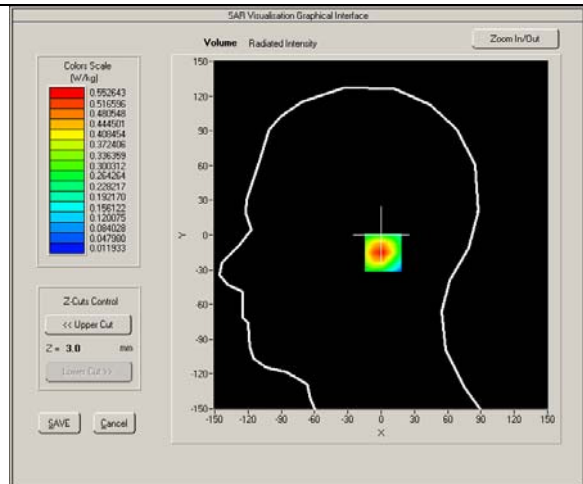 SAR Visualisation Graphical Interface
Volume Radiated Intensity
Zoom In/Out
Colors Scale
(W/kg)
0.552643
0.516596
0.480548
0.444501
0.408454
0.372406
0.336359
0.300312
0.264264
0.228217
0.192170
0.156122
0.120075
0.084028
0.047980
0.011933
Z-Cuts Control
<< Upper Cut
Z = 3.0 mm
Lower Cut >>
SAVE Cancel
150
120
90
60
30
0
-30
-60
-90
-120
-150
Y
-150 -120 -90 -60 -30 0 30 60 90 120 150
X